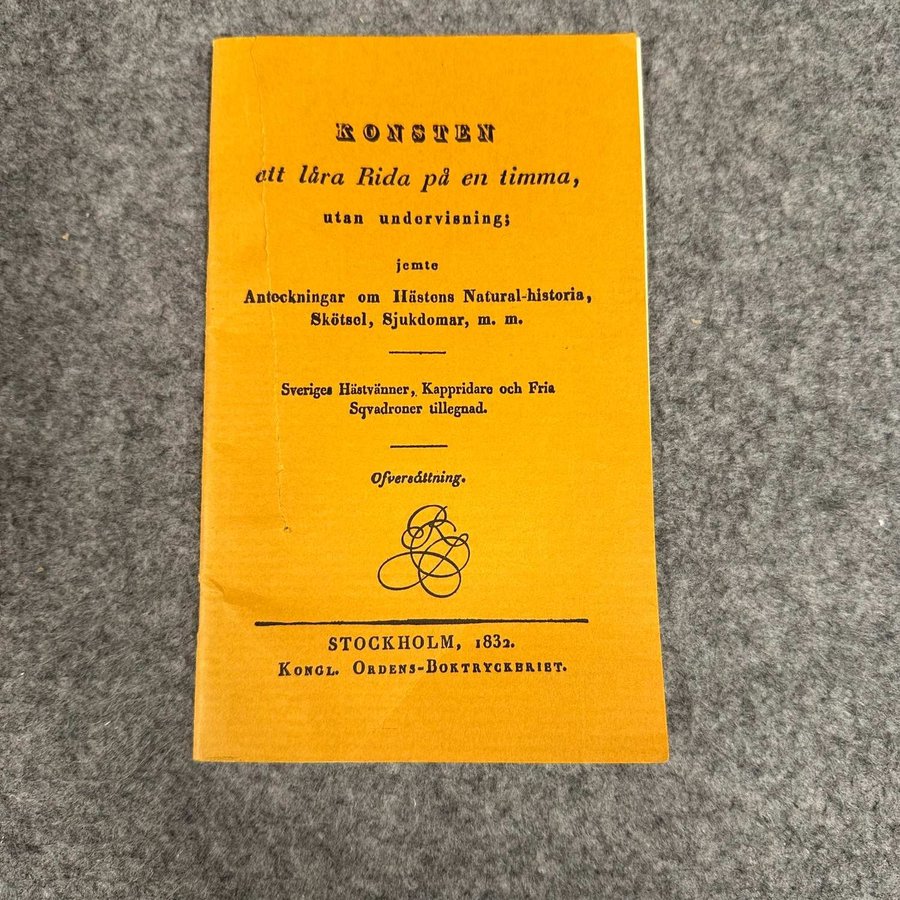 KONSTEN
att lära Rida på en timma,
utan undervisning;
jemte
Anteckningar om Hästens Natural-historia,
Skötsel, Sjukdomar, m. m.
Sveriges Hästvänner, Kappridare och Fria
Sqvadroner tillegnad.
Ofversättning.
STOCKHOLM, 1832.
KONGL. ORDENS-BOKTRYCKERIET.